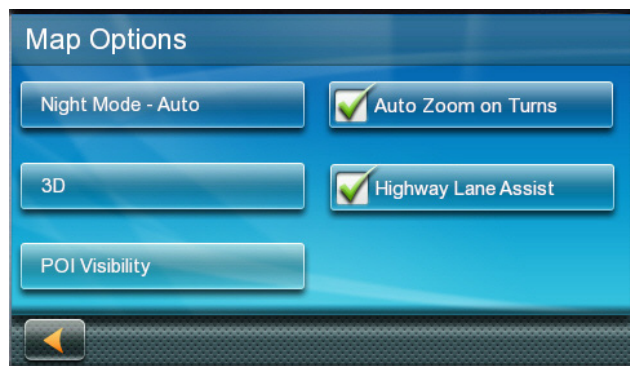 Map Options
Night Mode - Auto
Auto Zoom on Turns
3D
Highway Lane Assist
POI Visibility